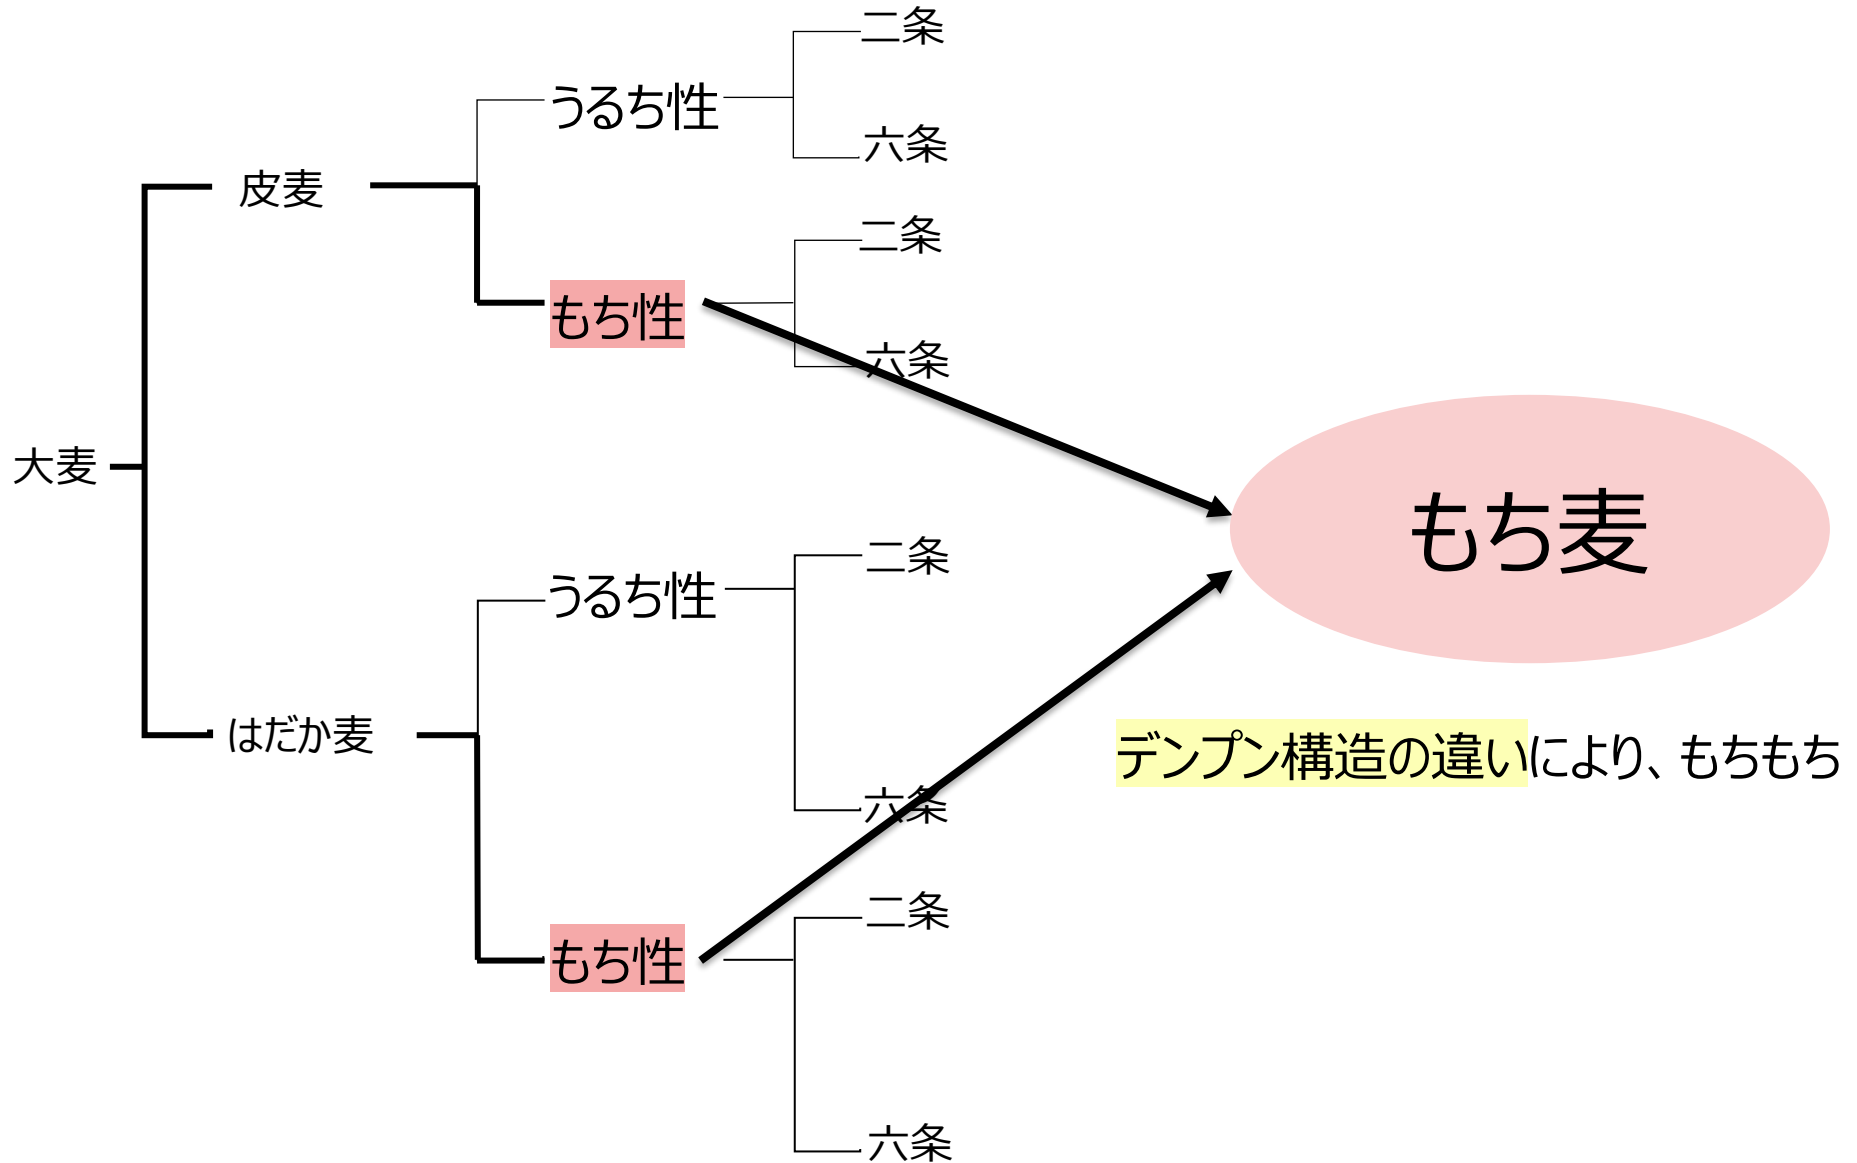 二条
うるち性
六条
皮麦
二条
もち性
六条
大麦
もち麦
二条
うるち性
はだか麦
デンプン構造の違いにより、もちもち
六条
二条
もち性
六条